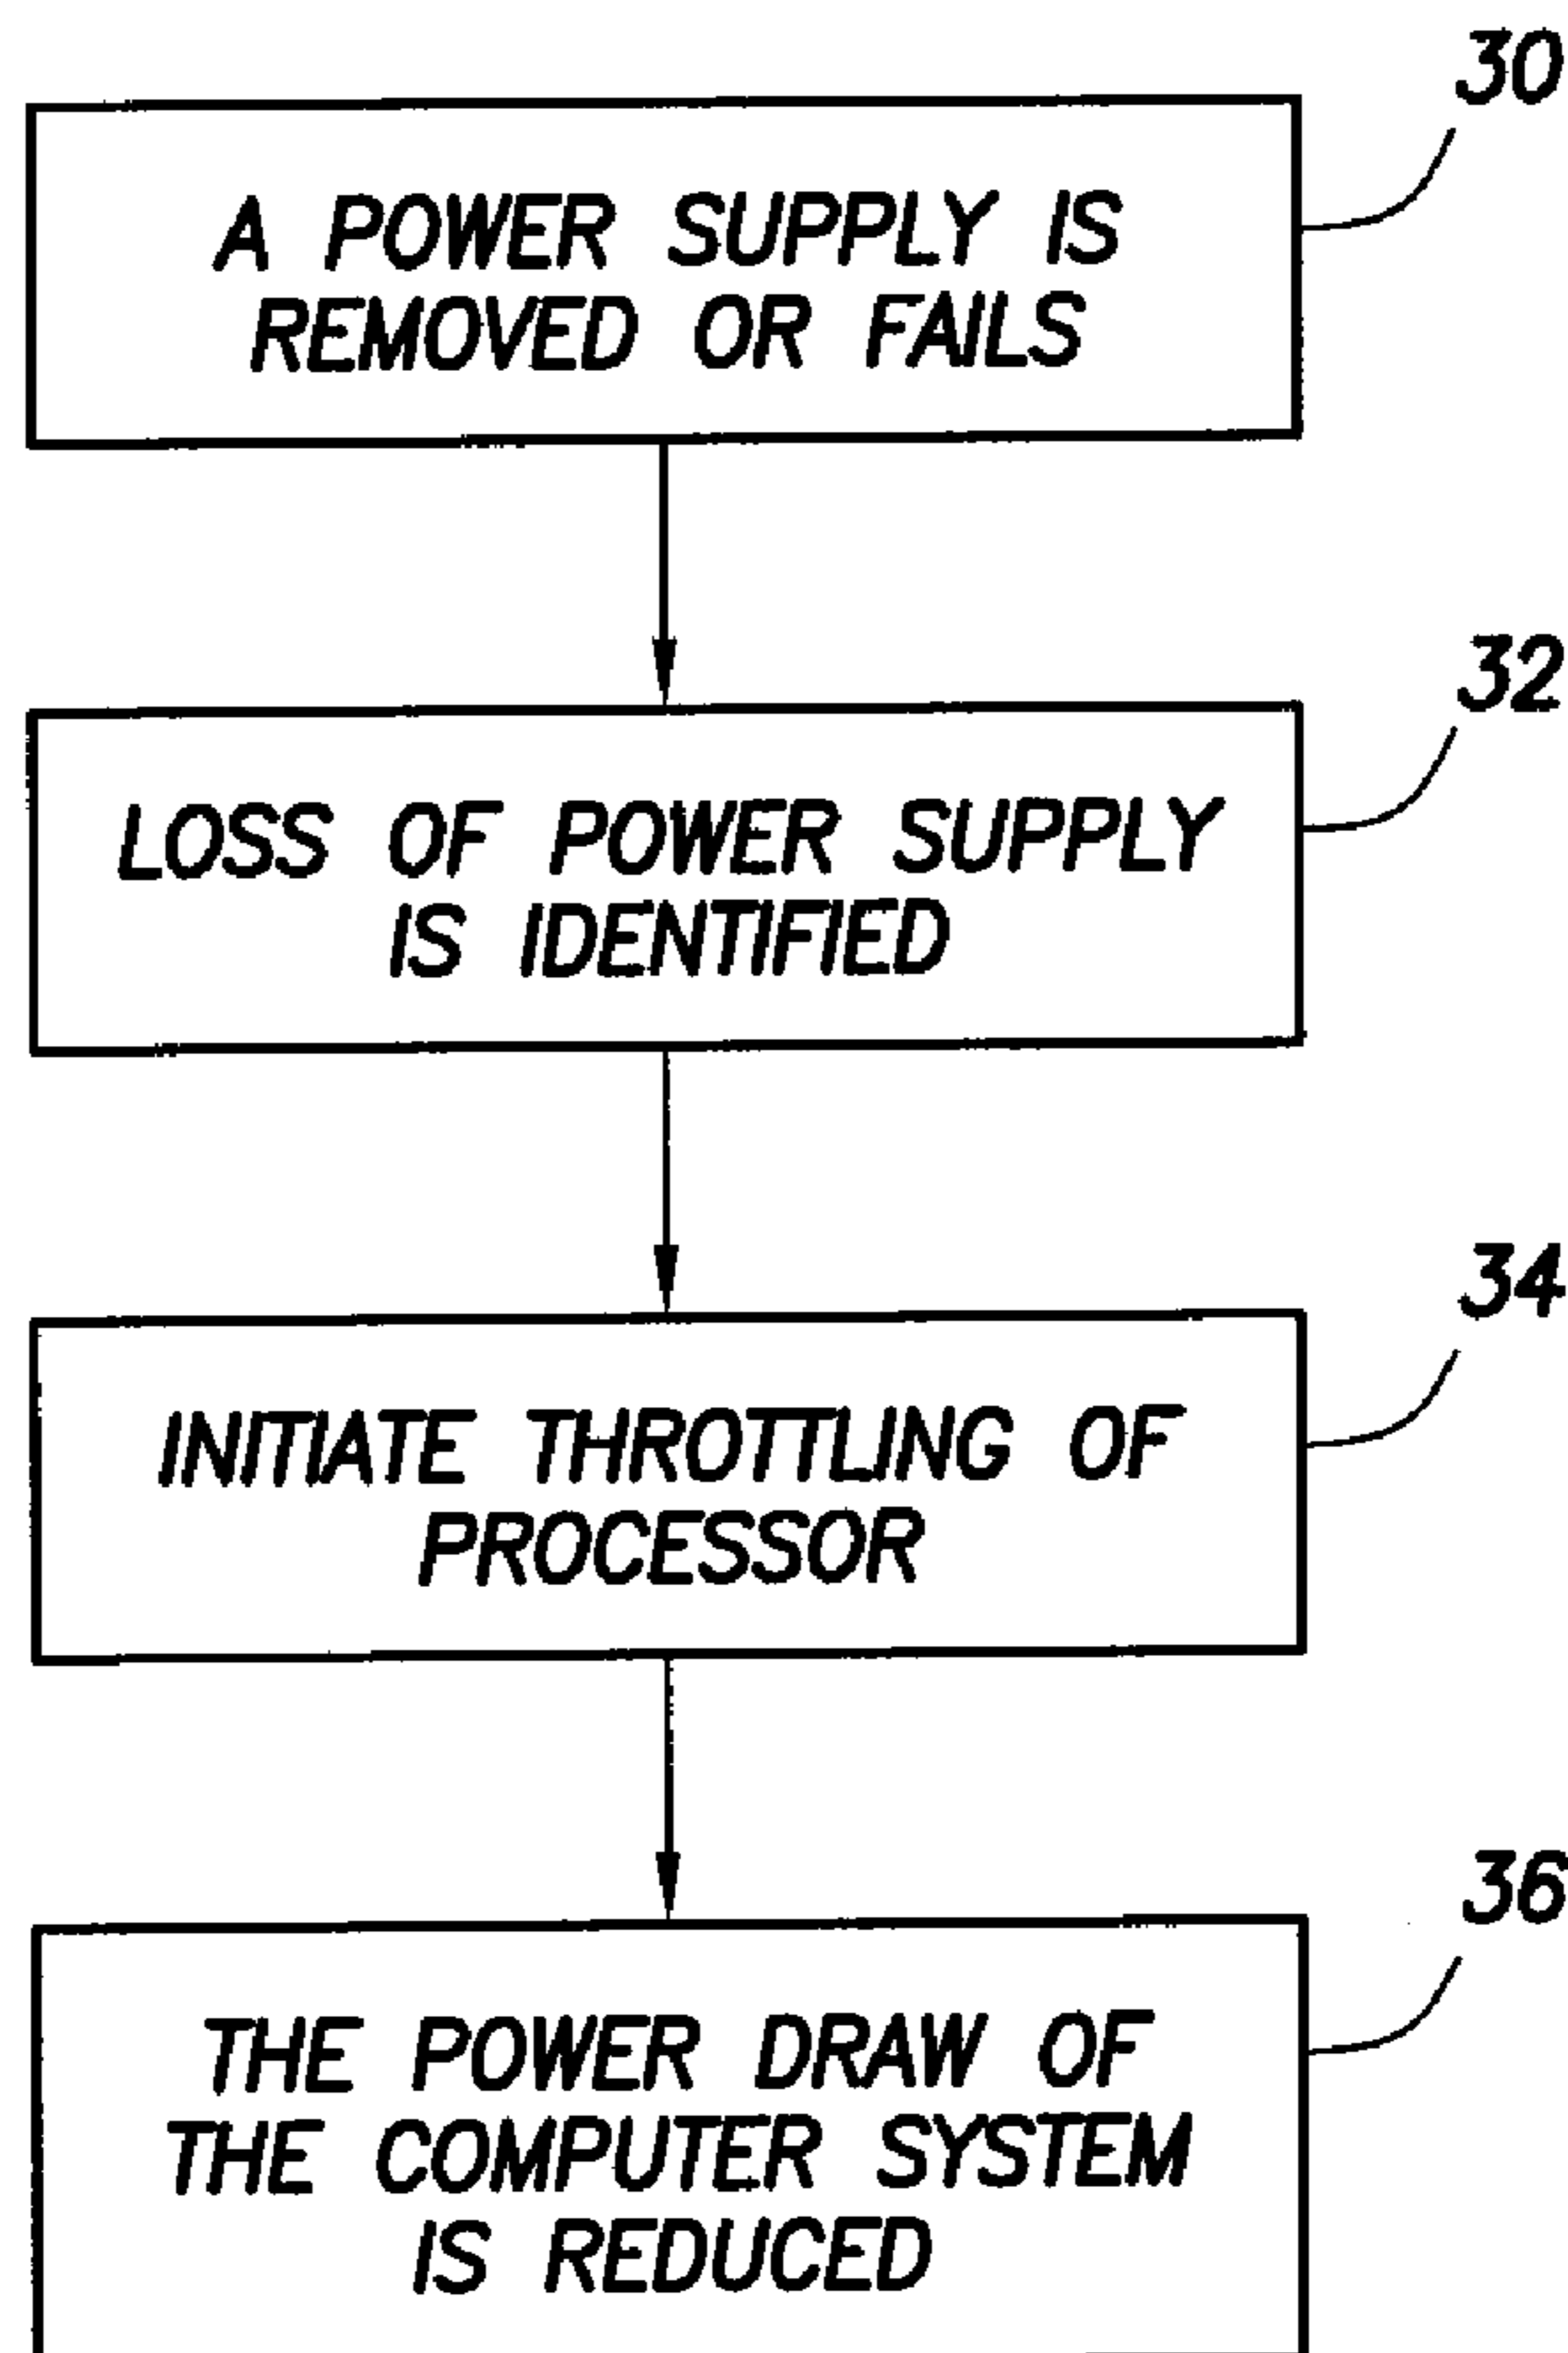 30
A POWER SUPPLY IS
REMOVED OR FAILS
32
LOSS OF POWER SUPPLY
IS IDENTIFIED
34
INITIATE THROTTLING OF
PROCESSOR
36
THE POWER DRAW OF
THE COMPUTER SYSTEM
IS REDUCED